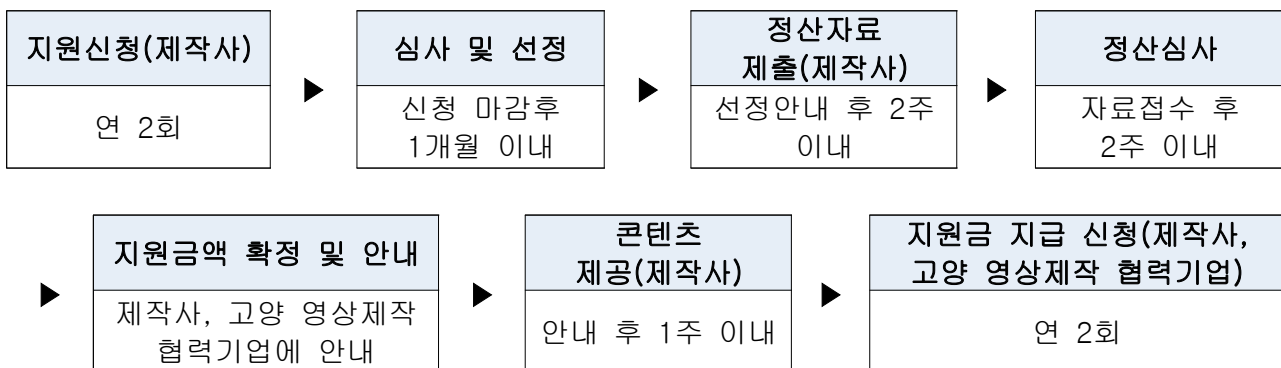 지원신청(제작사)
연 2회
▶
심사 및 선정
신청 마감후
1개월 이내
▶
정산자료
제출(제작사)
선정안내 후 2주
이내
▶
정산심사
자료접수 후
2주 이내
▶
지원금액 확정 및 안내
제작사, 고양 영상제작
협력기업에 안내
▶
콘텐츠
제공(제작사)
안내 후 1주 이내
▶
지원금 지급 신청(제작사,
고양 영상제작 협력기업)
연 2회